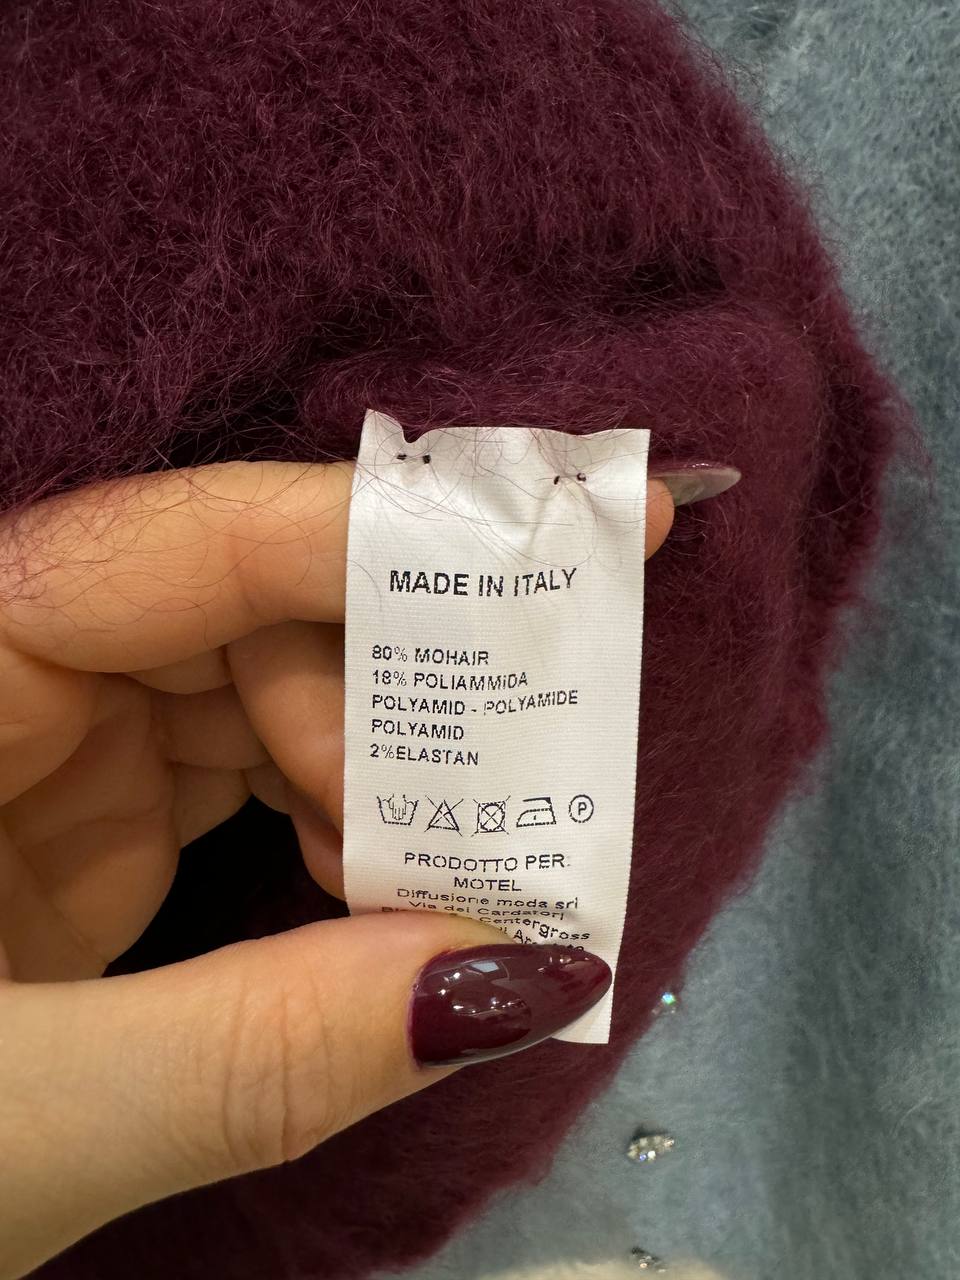 MADE IN ITALY
80% MOHAIR
18% POLIAMMIDA
POLYAMID - POLYAMIDE
POLYAMID
2%ELASTAN
P
PRODOTTO PER:
MOTEL
Diffusione moda srl
Via dei Cardatori
Centergross